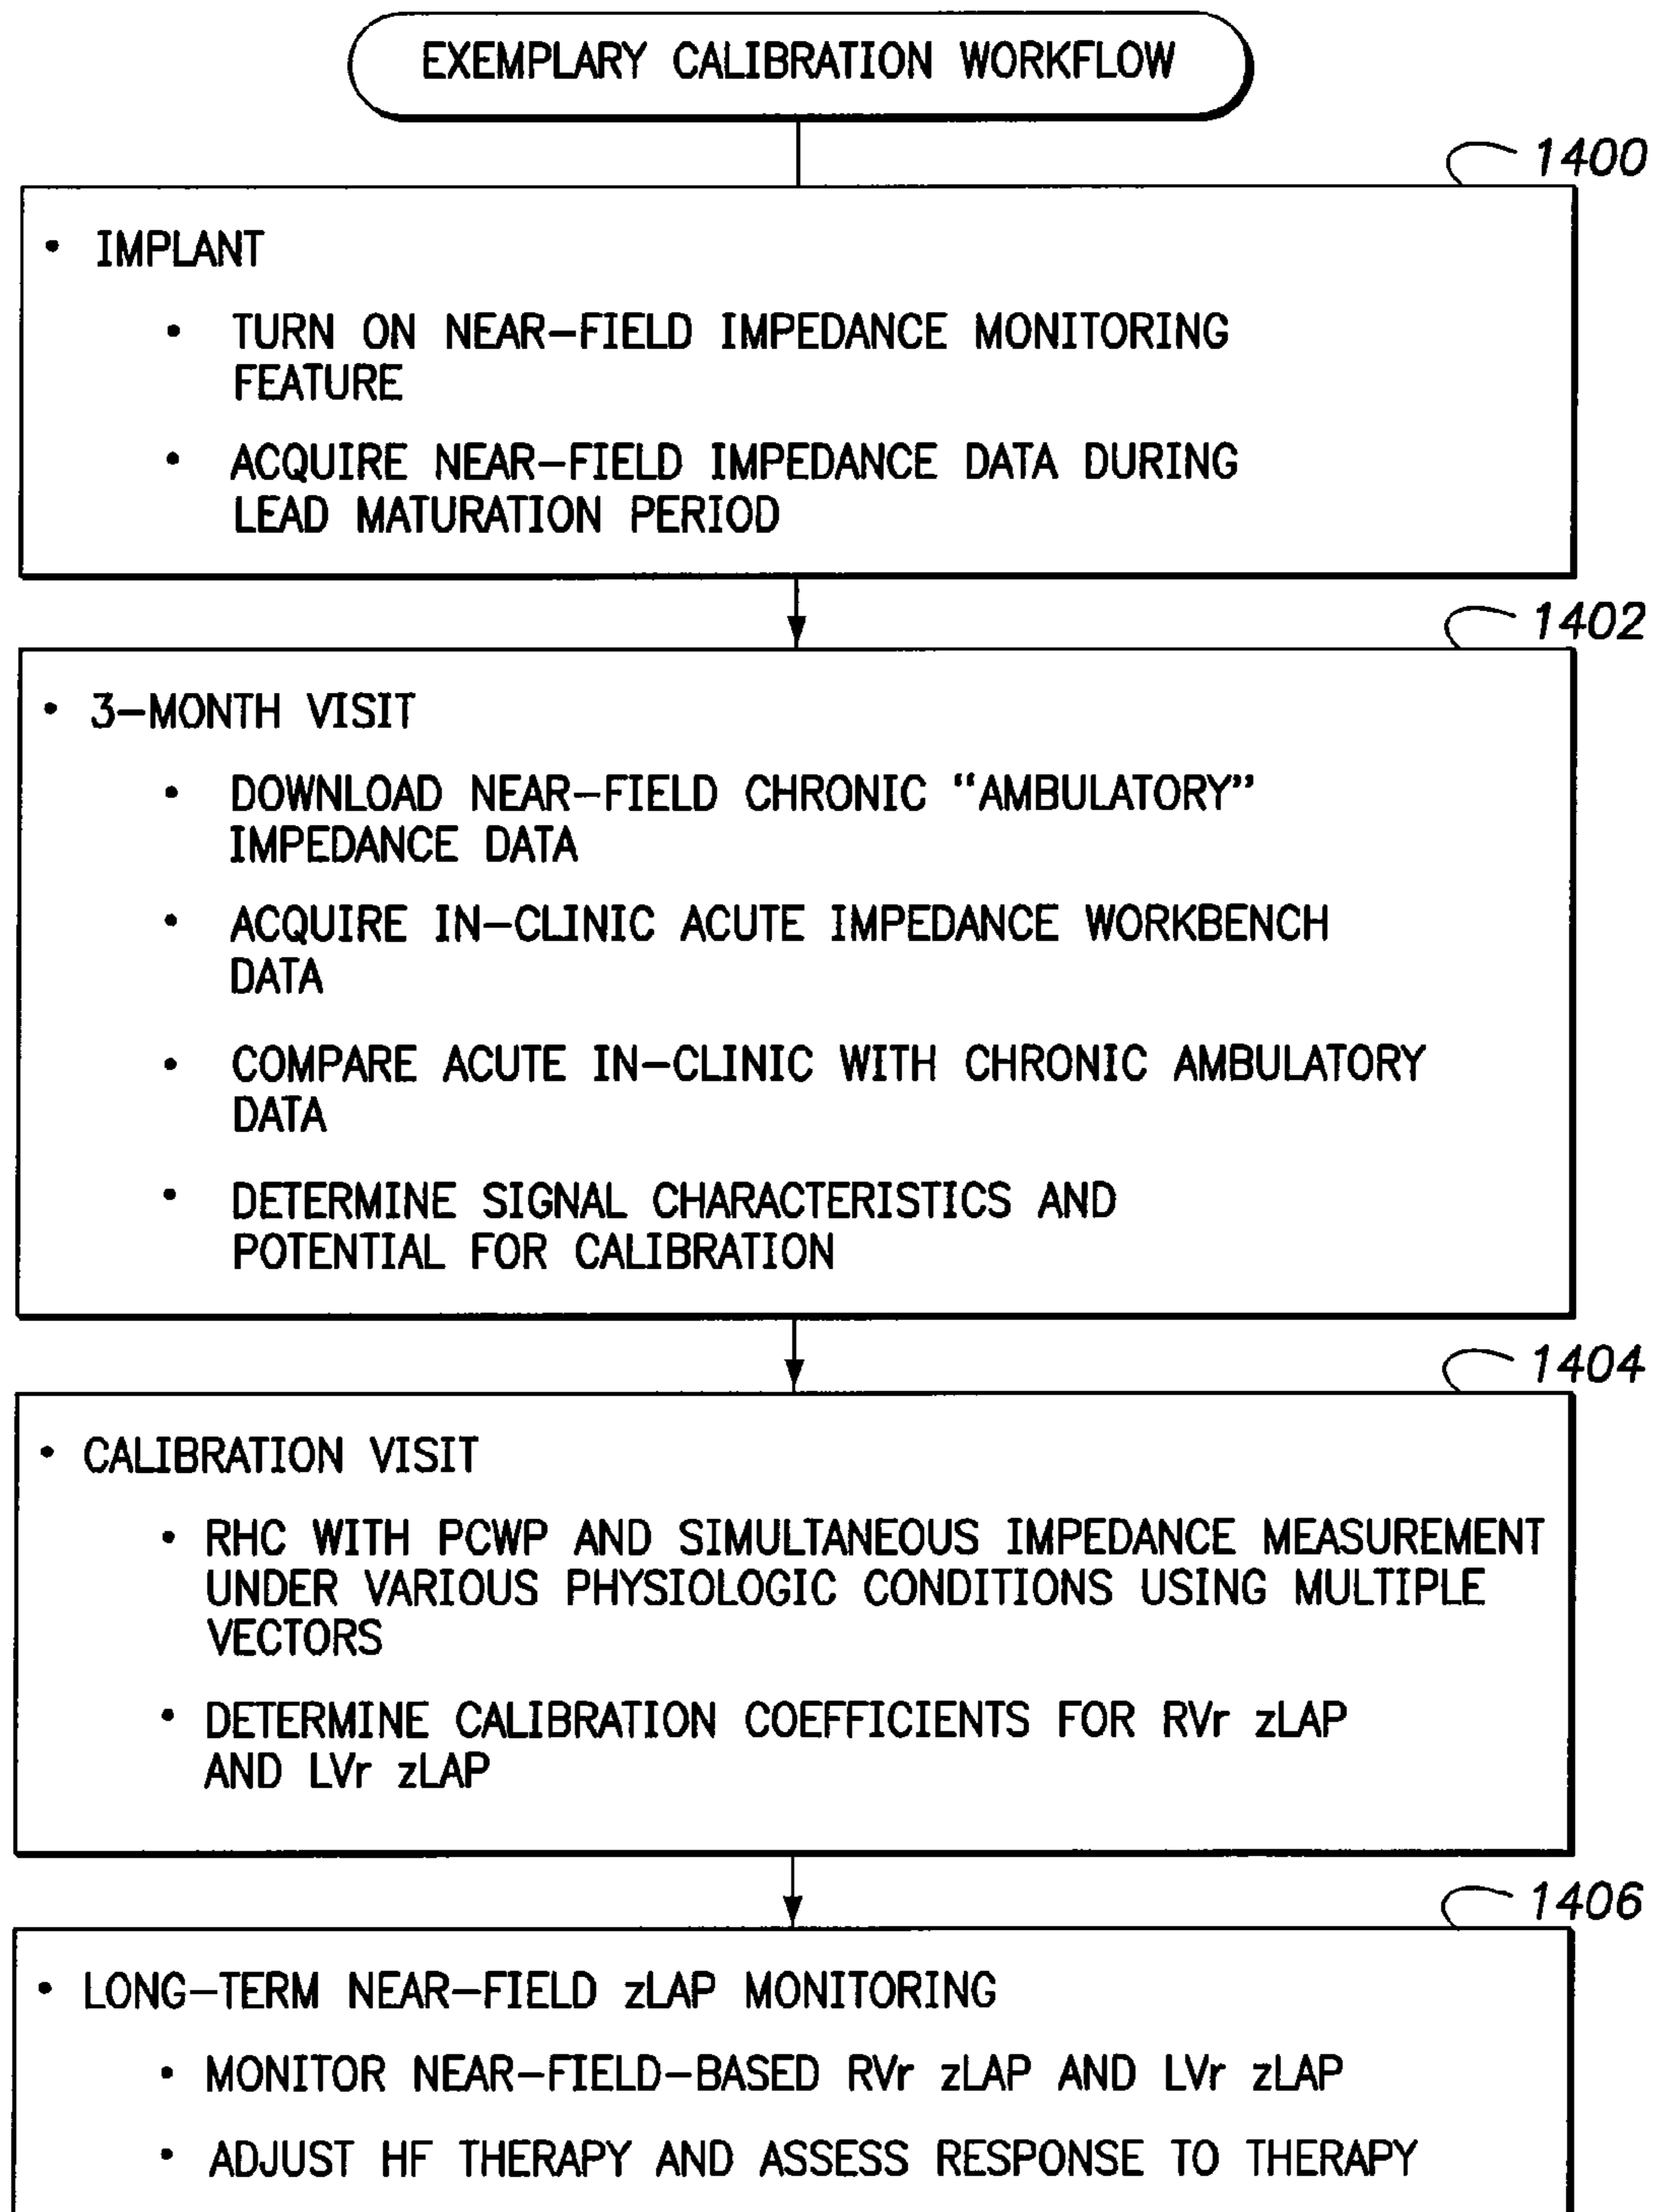 EXEMPLARY CALIBRATION WORKFLOW
1400
• IMPLANT
• TURN ON NEAR-FIELD IMPEDANCE MONITORING
FEATURE
• ACQUIRE NEAR-FIELD IMPEDANCE DATA DURING
LEAD MATURATION PERIOD
1402
• 3-MONTH VISIT
• DOWNLOAD NEAR-FIELD CHRONIC “AMBULATORY”
IMPEDANCE DATA
• ACQUIRE IN-CLINIC ACUTE IMPEDANCE WORKBENCH
DATA
• COMPARE ACUTE IN-CLINIC WITH CHRONIC AMBULATORY
DATA
• DETERMINE SIGNAL CHARACTERISTICS AND
POTENTIAL FOR CALIBRATION
1404
• CALIBRATION VISIT
• RHC WITH PCWP AND SIMULTANEOUS IMPEDANCE MEASUREMENT
UNDER VARIOUS PHYSIOLOGIC CONDITIONS USING MULTIPLE
VECTORS
• DETERMINE CALIBRATION COEFFICIENTS FOR RVr zLAP
AND LVr zLAP
1406
• LONG-TERM NEAR-FIELD zLAP MONITORING
• MONITOR NEAR-FIELD-BASED RVr zLAP AND LVr zLAP
• ADJUST HF THERAPY AND ASSESS RESPONSE TO THERAPY